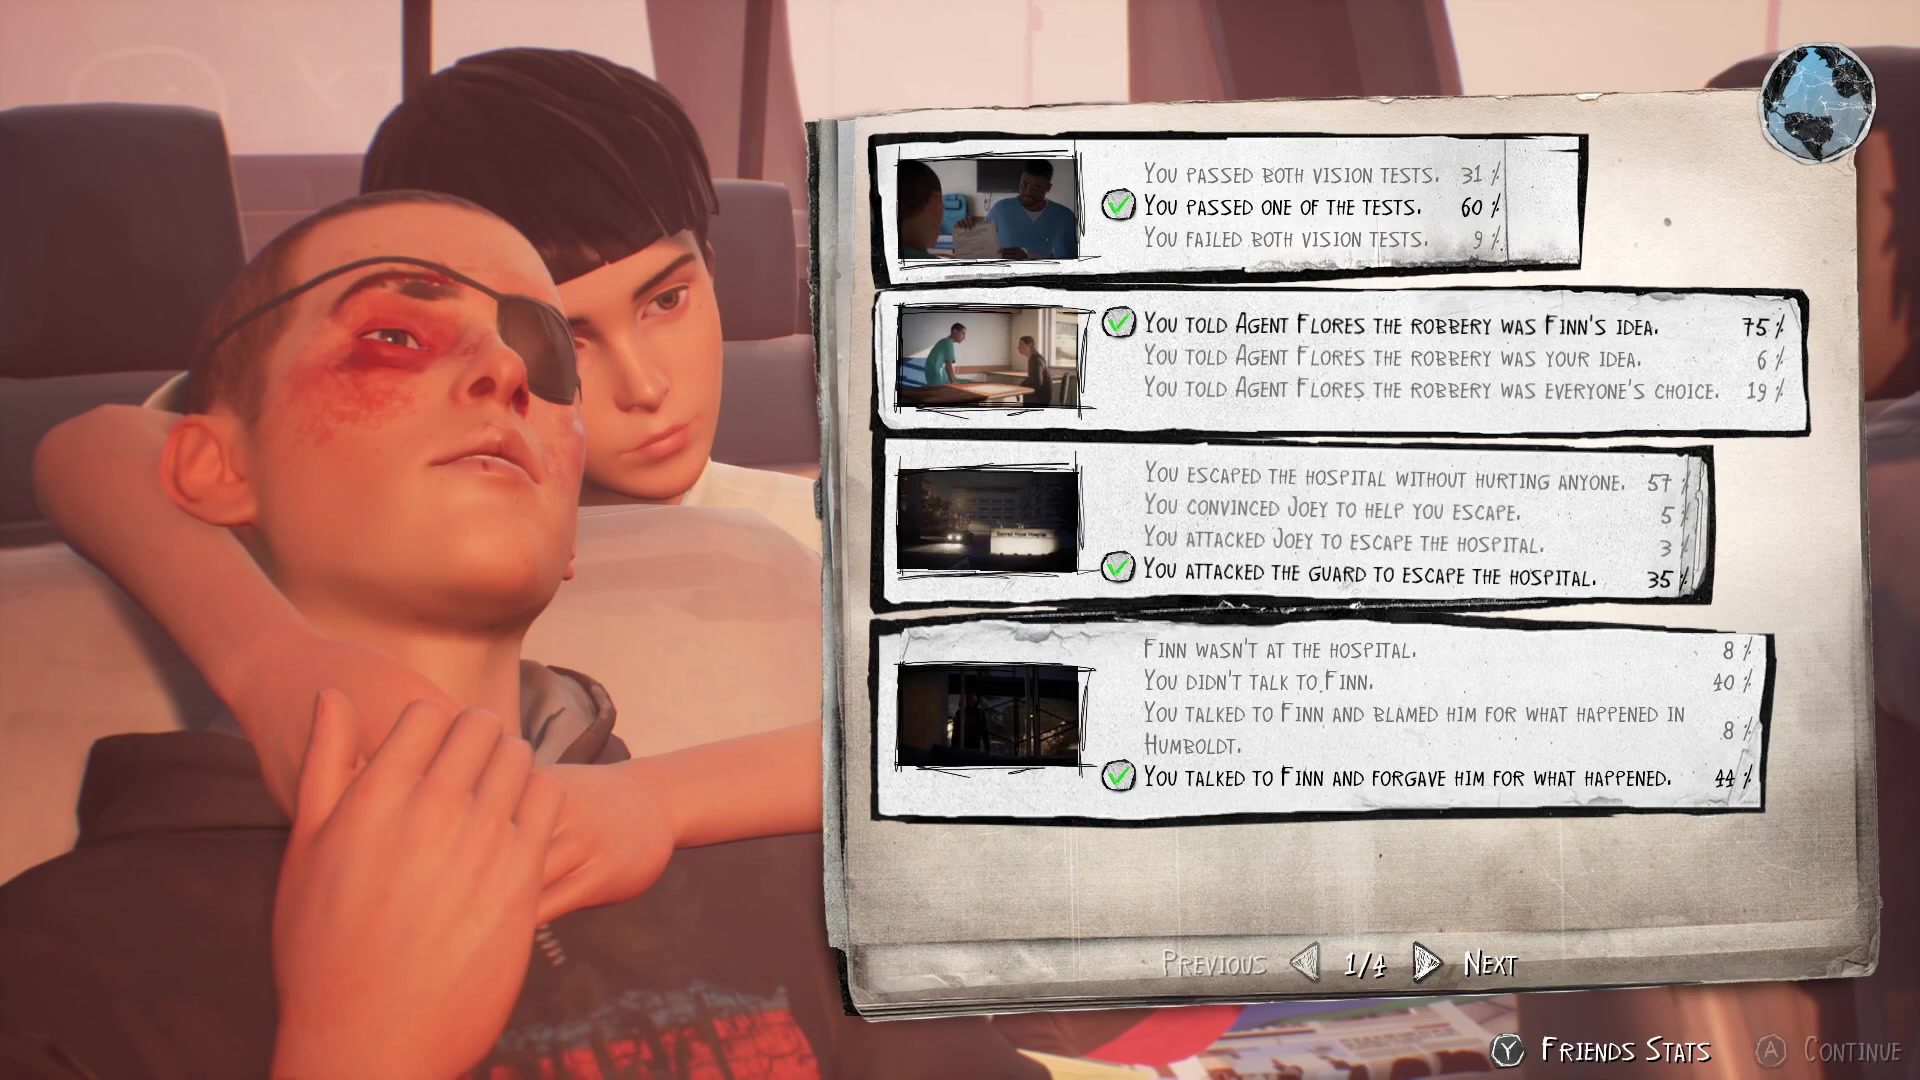 You passed both vision tests. 31 %
You passed one of the tests. 60 %
You failed both vision tests. 9 %
You told Agent Flores the robbery was Finn's idea. 75 %
You told Agent Flores the robbery was your idea. 6 %
You told Agent Flores the robbery was everyone's choice. 19 %
You escaped the hospital without hurting anyone. 57 %
You convinced Joey to help you escape. 5 %
You attacked Joey to escape the hospital. 3 %
You attacked the guard to escape the hospital. 35 %
Finn wasn't at the hospital. 8 %
You didn't talk to Finn. 40 %
You talked to Finn and blamed him for what happened in
Humboldt. 8 %
You talked to Finn and forgave him for what happened. 44 %
Previous 1/4 Next
Y Friends Stats A Continue